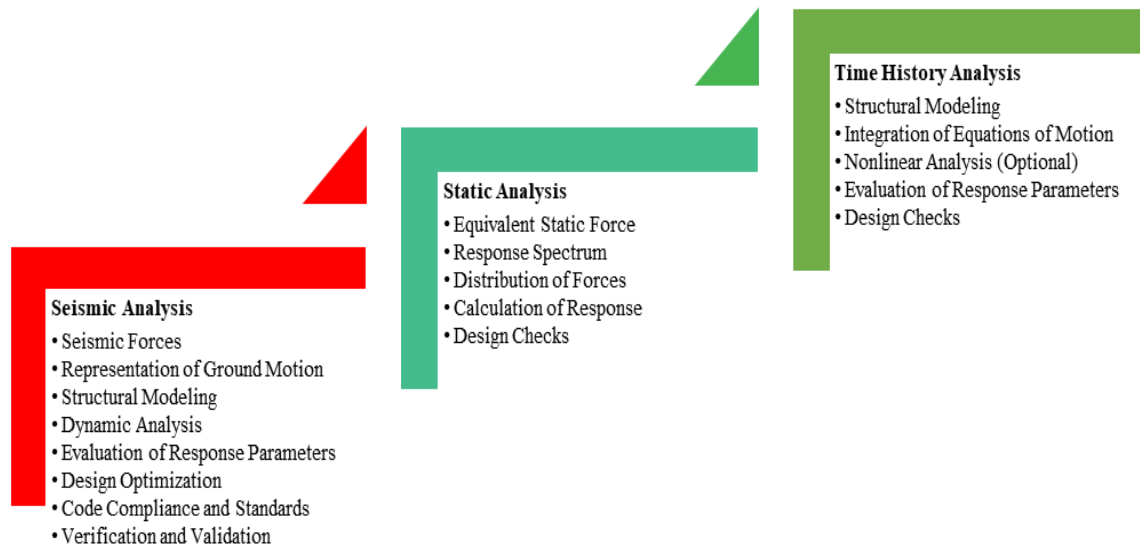 Seismic Analysis
• Seismic Forces
• Representation of Ground Motion
• Structural Modeling
• Dynamic Analysis
• Evaluation of Response Parameters
• Design Optimization
• Code Compliance and Standards
• Verification and Validation
Static Analysis
• Equivalent Static Force
• Response Spectrum
• Distribution of Forces
• Calculation of Response
• Design Checks
Time History Analysis
• Structural Modeling
• Integration of Equations of Motion
• Nonlinear Analysis (Optional)
• Evaluation of Response Parameters
• Design Checks